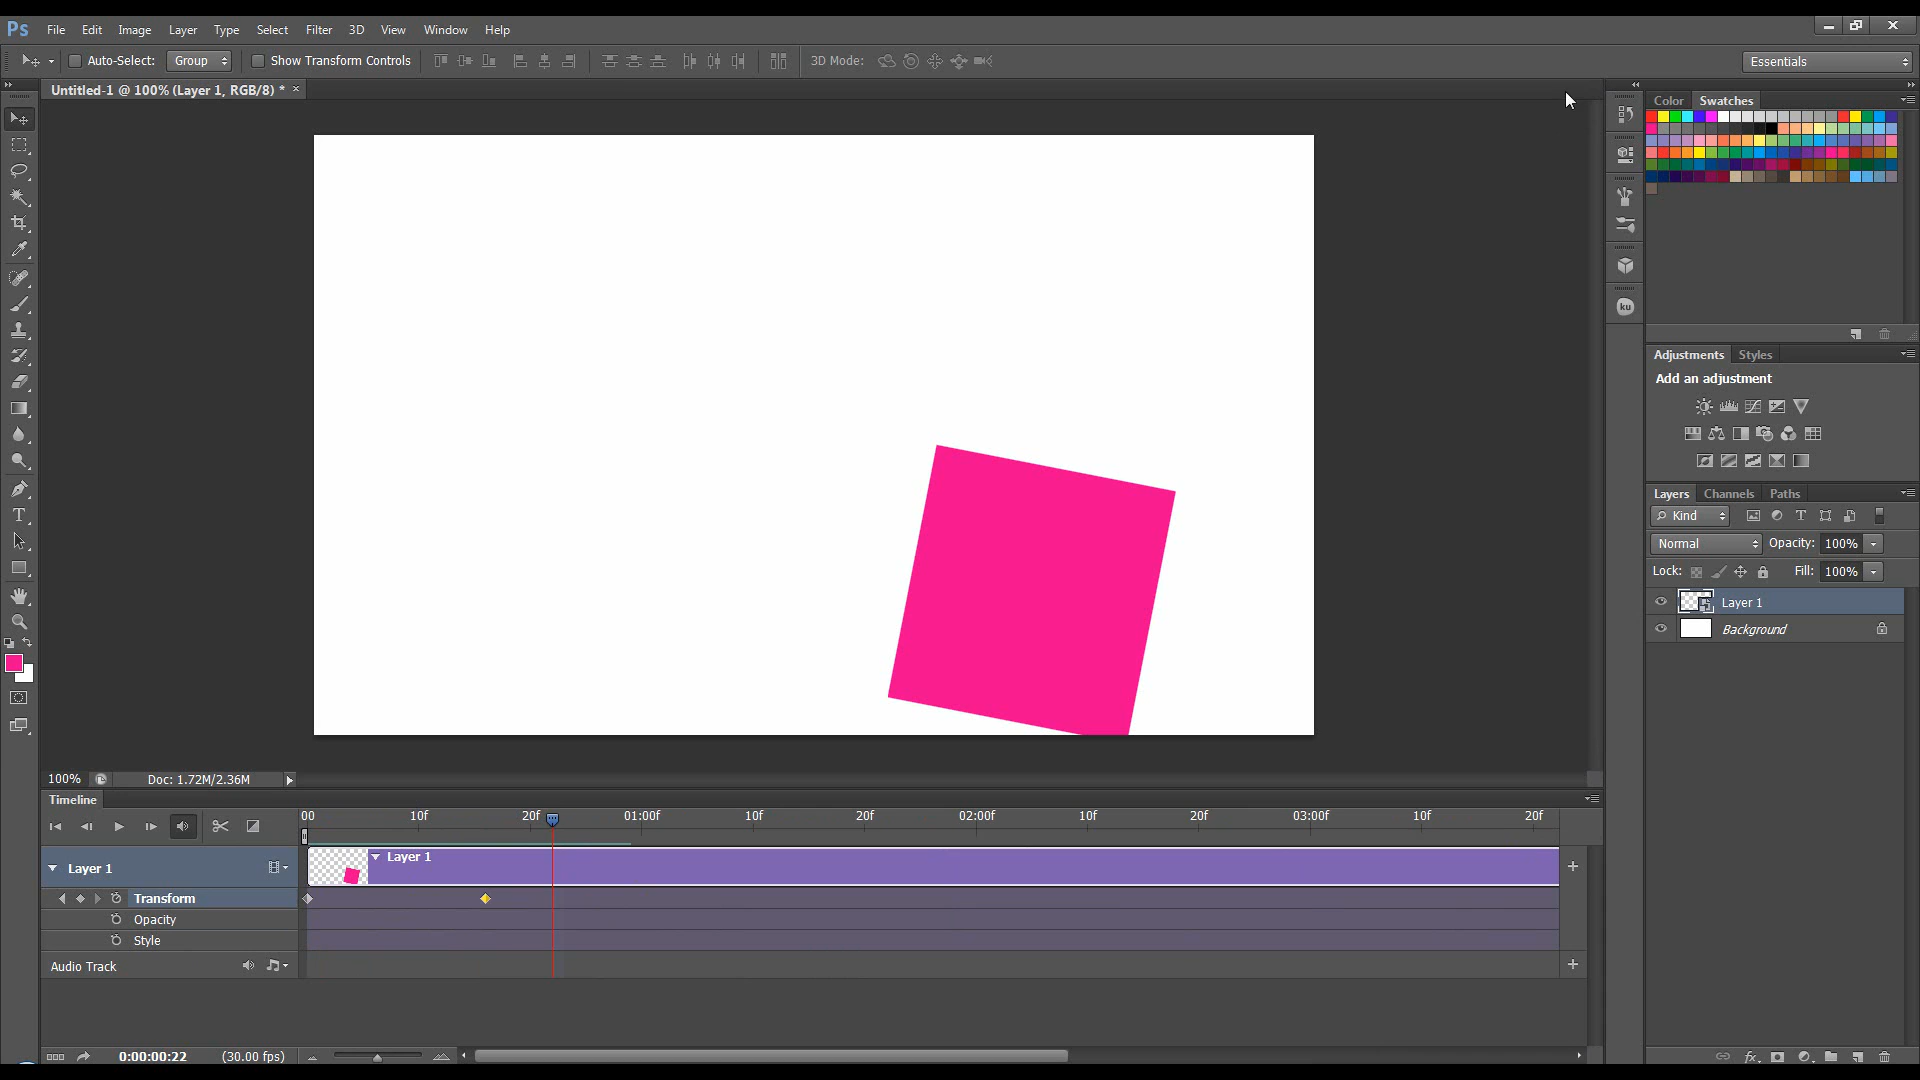 Ps File Edit Image Layer Type Select Filter 3D View Window Help
Auto-Select: Group Show Transform Controls 3D Mode: Essentials
Untitled-1 @ 100% (Layer 1, RGB/8) * ×
Color Swatches
ku
Adjustments Styles
Add an adjustment
Layers Channels Paths
Kind
Normal Opacity: 100%
Lock: Fill: 100%
Layer 1
Background
100% Doc: 1.72M/2.36M
Timeline
00 10f 20f 01:00f 10f 20f 02:00f 10f 20f 03:00f 10f 20f
Layer 1 Layer 1
Transform
Opacity
Style
Audio Track
0:00:00:22 (30.00 fps)
fx